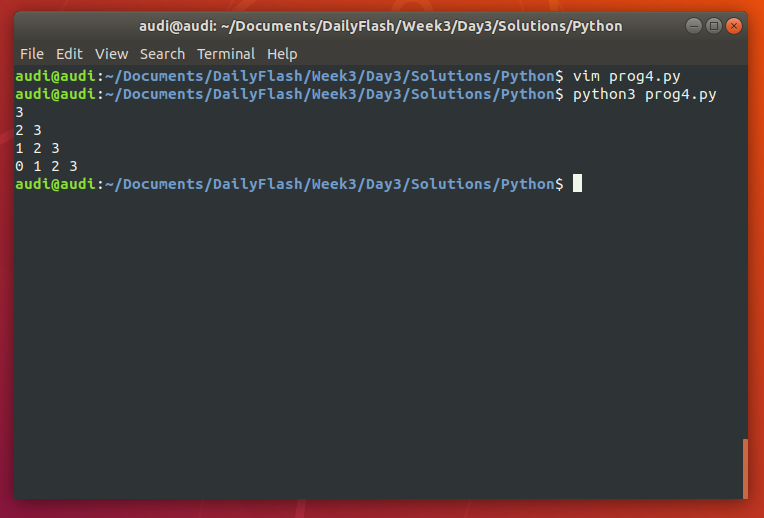 audi@audi: ~/Documents/DailyFlash/Week3/Day3/Solutions/Python
File Edit View Search Terminal Help
audi@audi:~/Documents/DailyFlash/Week3/Day3/Solutions/Python$ vim prog4.py
audi@audi:~/Documents/DailyFlash/Week3/Day3/Solutions/Python$ python3 prog4.py
3
2 3
1 2 3
0 1 2 3
audi@audi:~/Documents/DailyFlash/Week3/Day3/Solutions/Python$